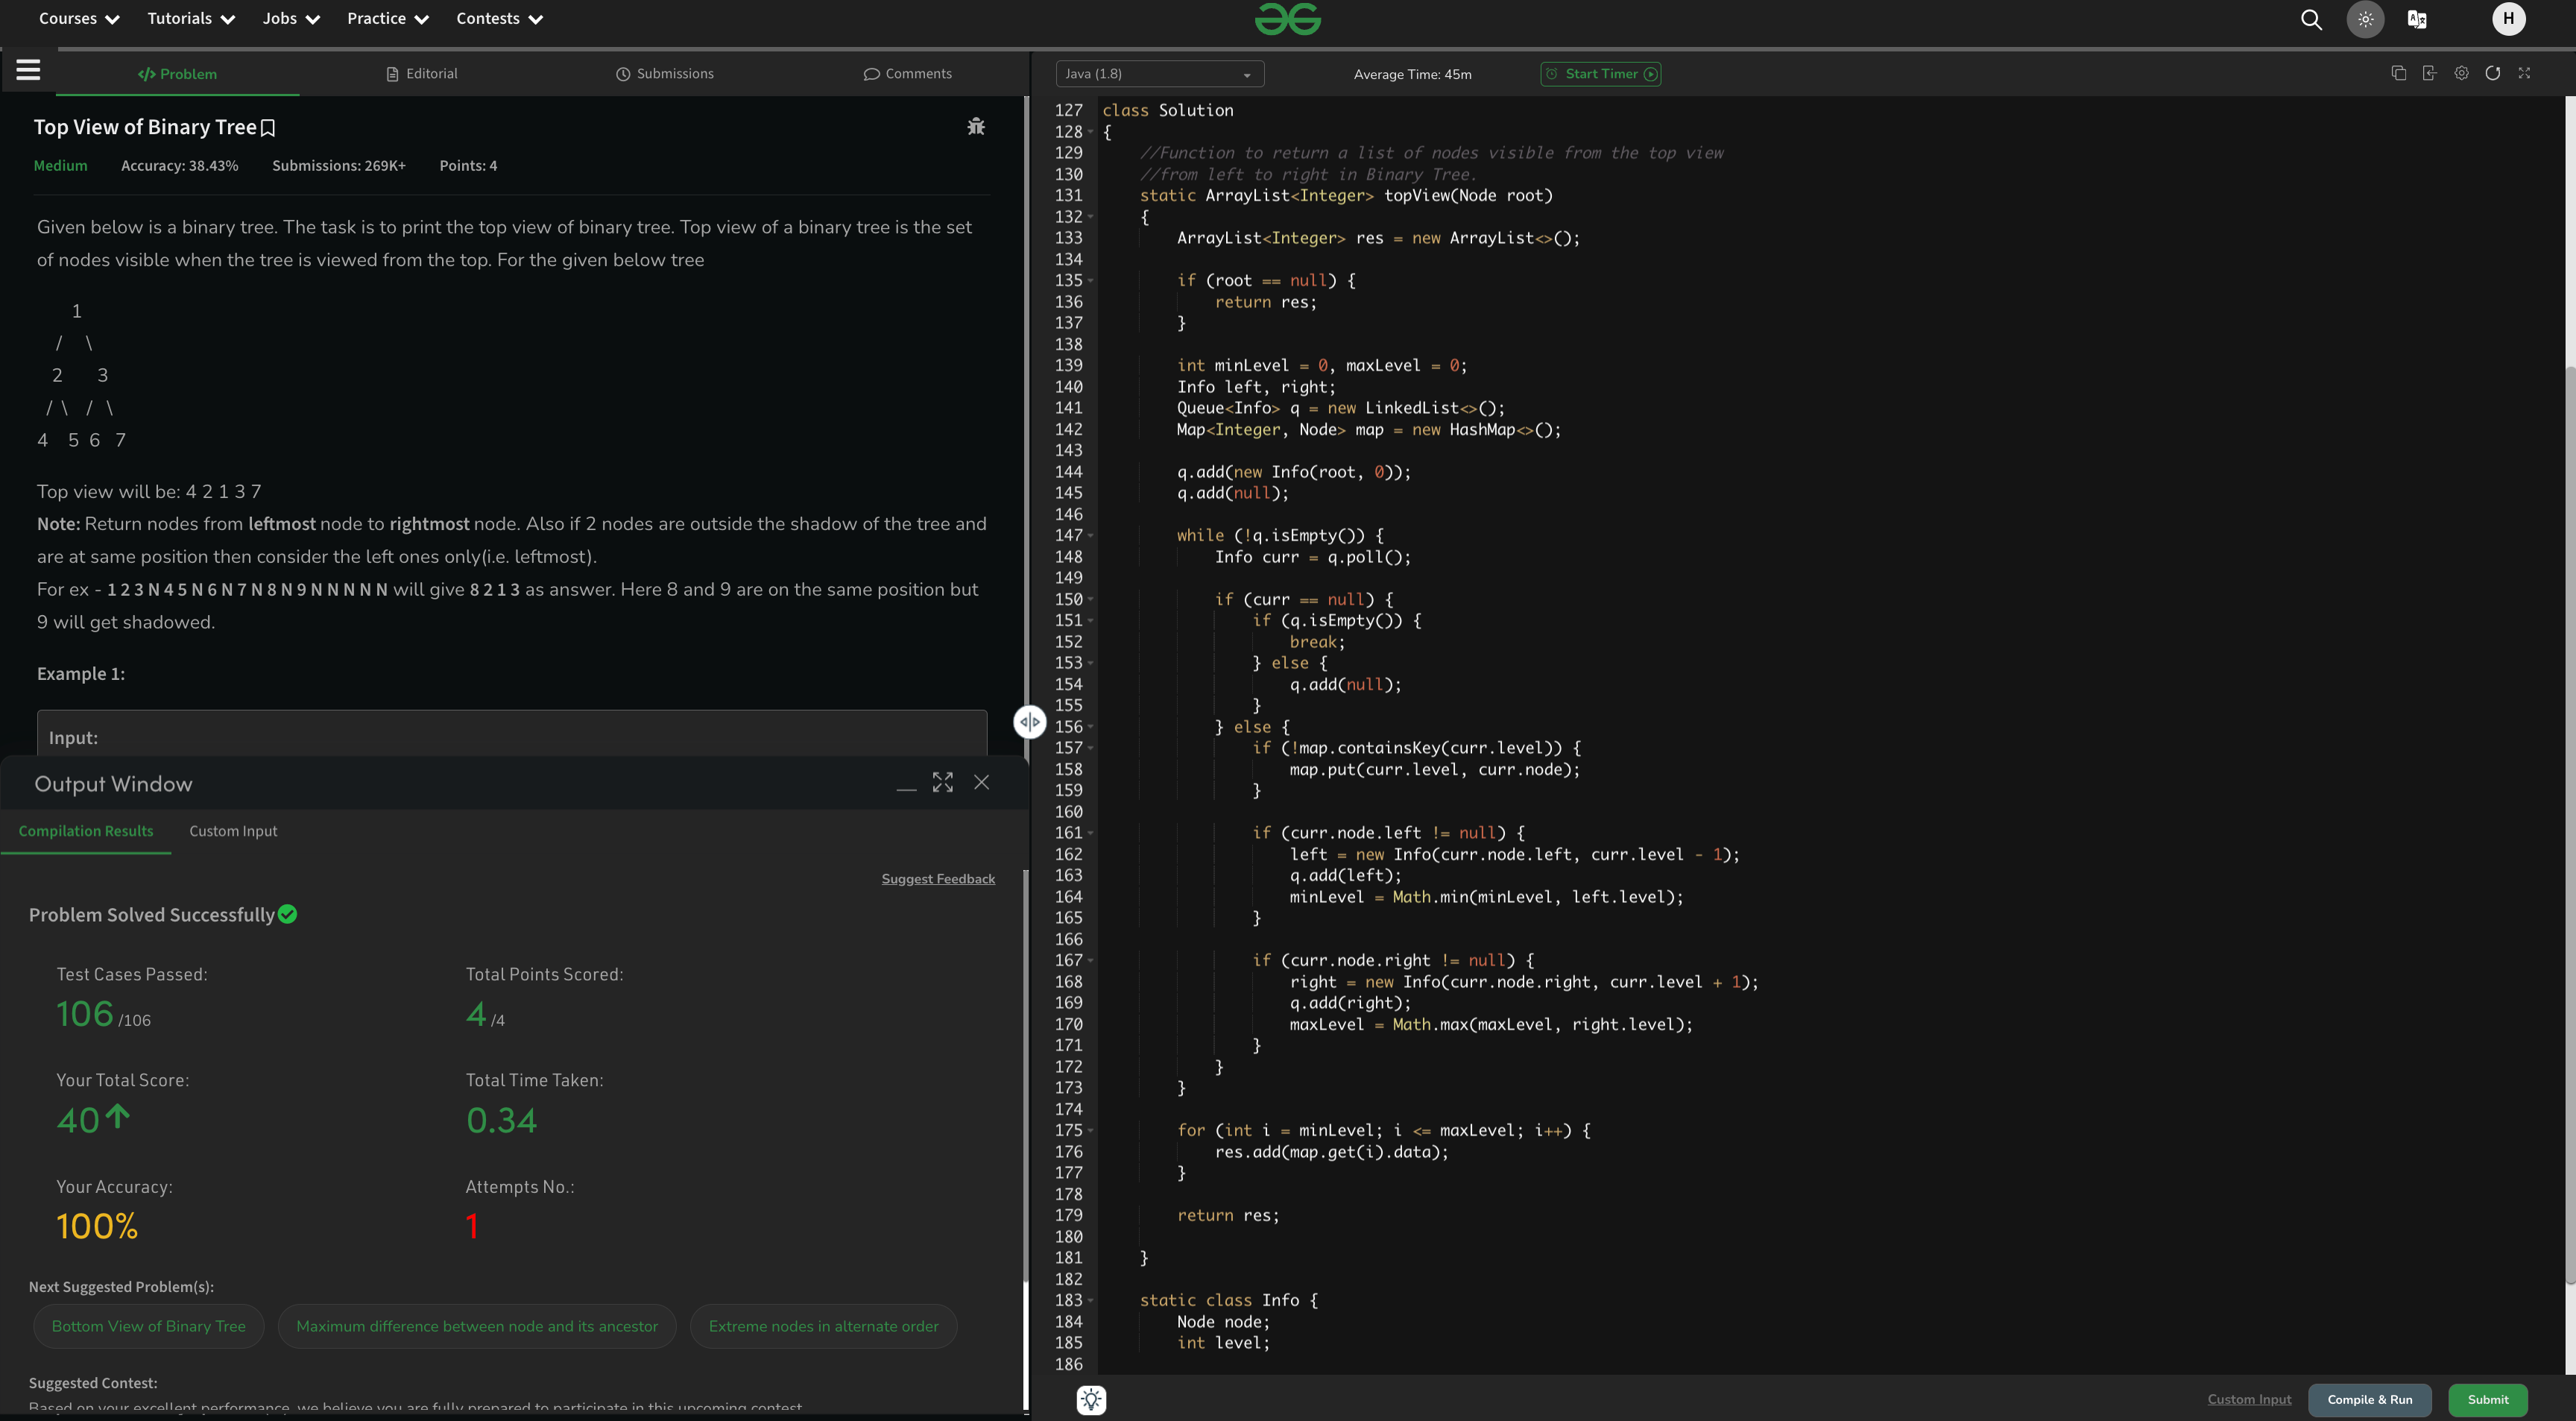 Courses Tutorials Jobs Practice Contests
H
</> Problem Editorial Submissions Comments
Top View of Binary Tree
Medium Accuracy: 38.43% Submissions: 269K+ Points: 4
Given below is a binary tree. The task is to print the top view of binary tree. Top view of a binary tree is the set
of nodes visible when the tree is viewed from the top. For the given below tree
1
/ \
2 3
/ \ / \
4 5 6 7
Top view will be: 4 2 1 3 7
Note: Return nodes from leftmost node to rightmost node. Also if 2 nodes are outside the shadow of the tree and
are at same position then consider the left ones only(i.e. leftmost).
For ex - 1 2 3 N 4 5 N 6 N 7 N 8 N 9 N N N N N will give 8 2 1 3 as answer. Here 8 and 9 are on the same position but
9 will get shadowed.
Example 1:
Input:
Output Window
Compilation Results Custom Input
Suggest Feedback
Problem Solved Successfully
Test Cases Passed: Total Points Scored:
106 /106 4 /4
Your Total Score: Total Time Taken:
40 0.34
Your Accuracy: Attempts No.:
100% 1
Next Suggested Problem(s):
Bottom View of Binary Tree Maximum difference between node and its ancestor Extreme nodes in alternate order
Suggested Contest:
Based on your excellent performance, we believe you are fully prepared to participate in this upcoming contest
Java (1.8) Average Time: 45m Start Timer
127 class Solution
128 {
129 //Function to return a list of nodes visible from the top view
130 //from left to right in Binary Tree.
131 static ArrayList<Integer> topView(Node root)
132 {
133 ArrayList<Integer> res = new ArrayList<>();
134
135 if (root == null) {
136 return res;
137 }
138
139 int minLevel = 0, maxLevel = 0;
140 Info left, right;
141 Queue<Info> q = new LinkedList<>();
142 Map<Integer, Node> map = new HashMap<>();
143
144 q.add(new Info(root, 0));
145 q.add(null);
146
147 while (!q.isEmpty()) {
148 Info curr = q.poll();
149
150 if (curr == null) {
151 if (q.isEmpty()) {
152 break;
153 } else {
154 q.add(null);
155 }
156 } else {
157 if (!map.containsKey(curr.level)) {
158 map.put(curr.level, curr.node);
159 }
160
161 if (curr.node.left != null) {
162 left = new Info(curr.node.left, curr.level - 1);
163 q.add(left);
164 minLevel = Math.min(minLevel, left.level);
165 }
166
167 if (curr.node.right != null) {
168 right = new Info(curr.node.right, curr.level + 1);
169 q.add(right);
170 maxLevel = Math.max(maxLevel, right.level);
171 }
172 }
173 }
174
175 for (int i = minLevel; i <= maxLevel; i++) {
176 res.add(map.get(i).data);
177 }
178
179 return res;
180
181 }
182
183 static class Info {
184 Node node;
185 int level;
186
Custom Input Compile & Run Submit